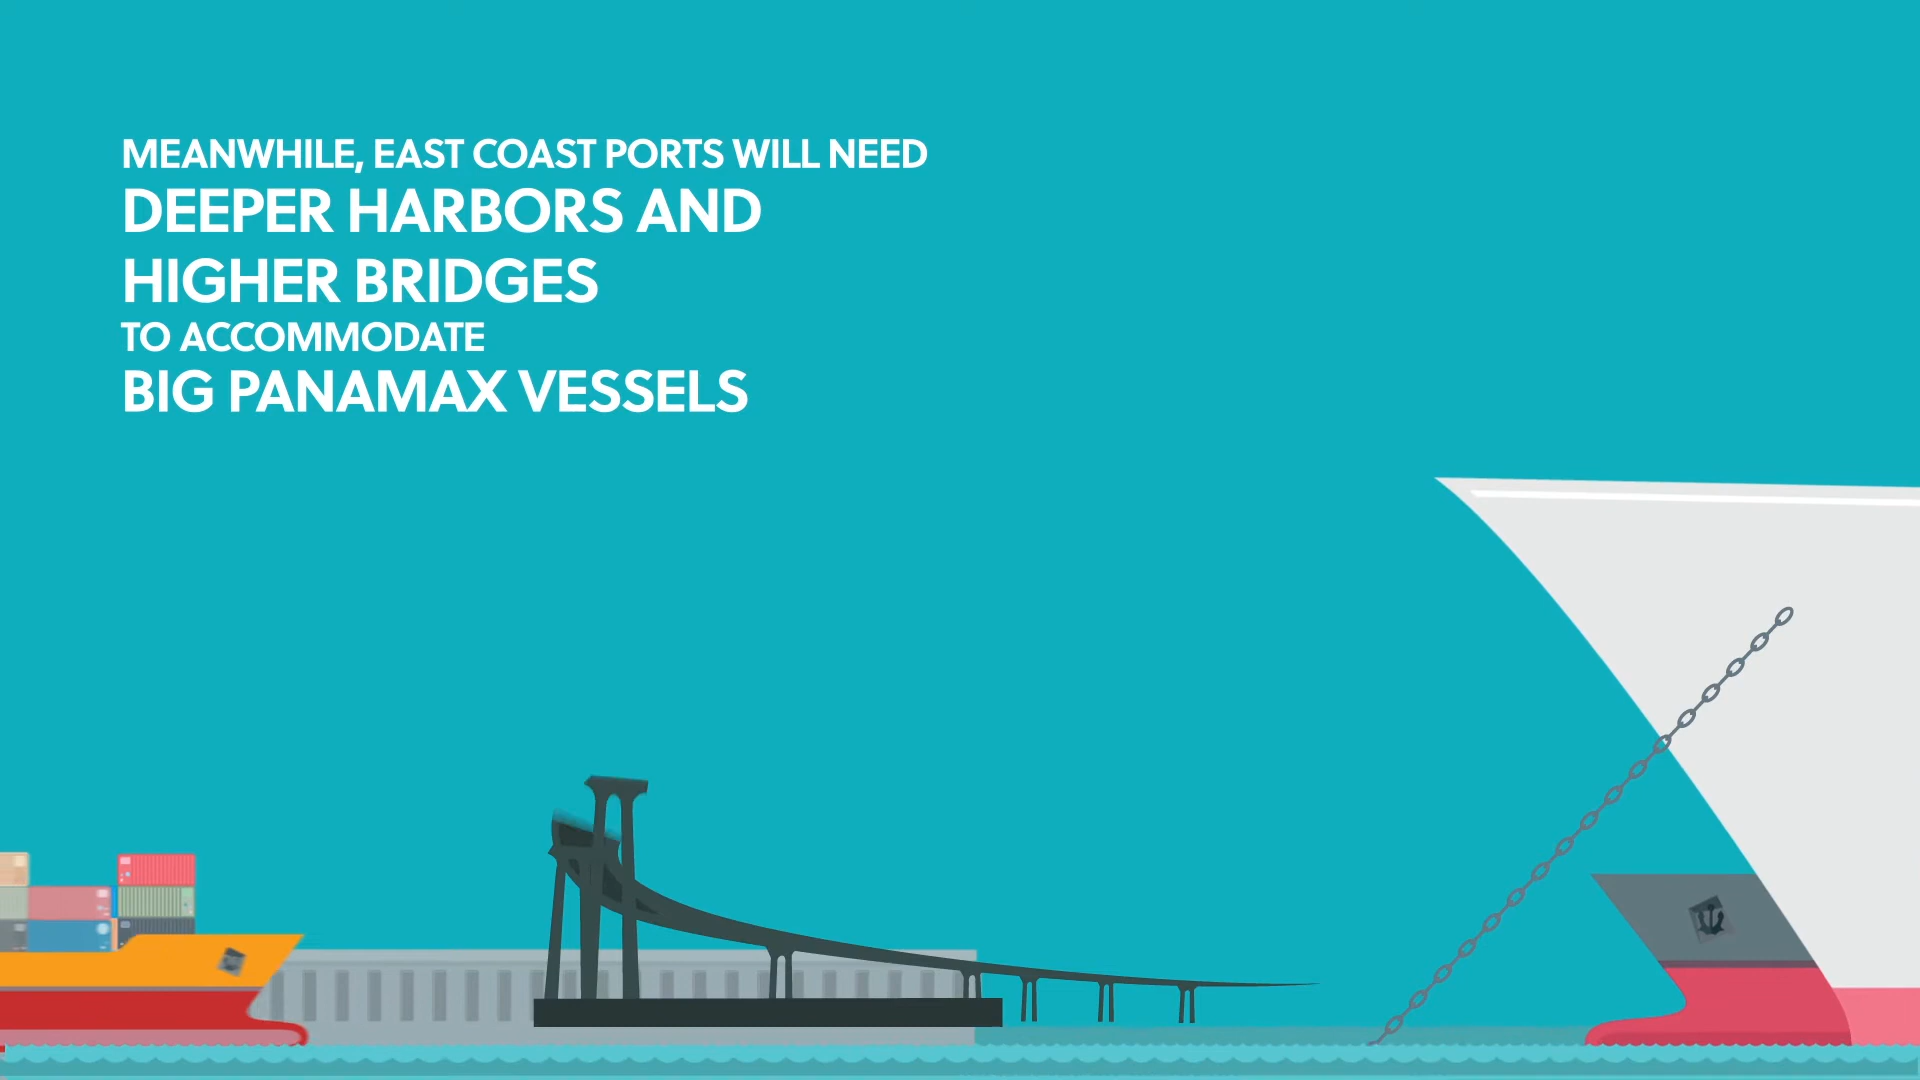 MEANWHILE, EAST COAST PORTS WILL NEED
DEEPER HARBORS AND
HIGHER BRIDGES
TO ACCOMMODATE
BIG PANAMAX VESSELS